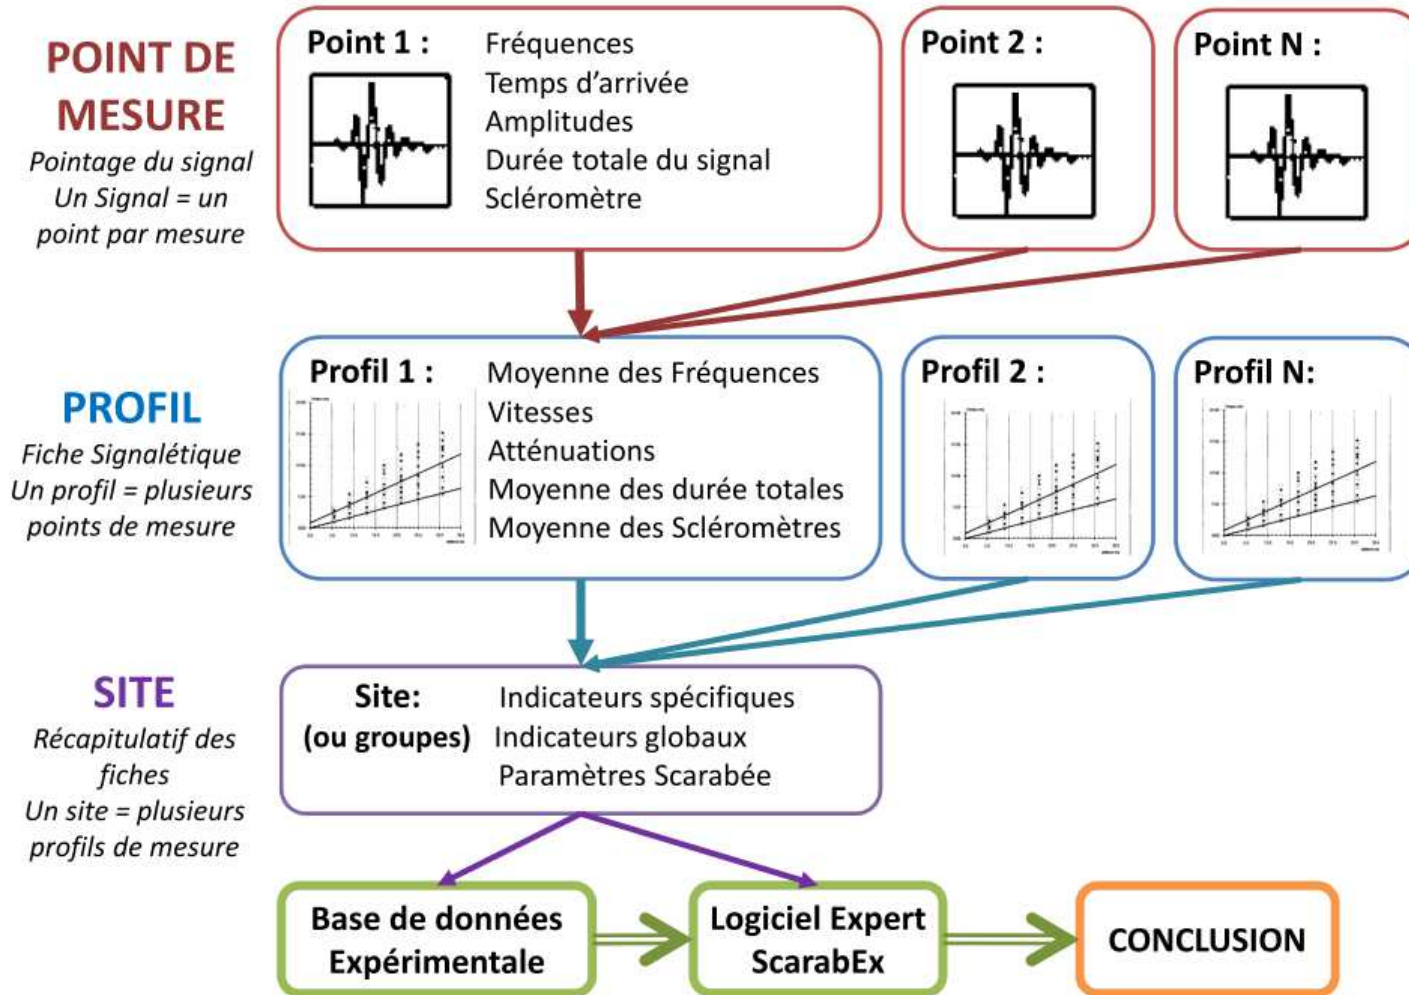 POINT DE
MESURE
Pointage du signal
Un Signal = un
point par mesure
Point 1 :
Fréquences
Temps d'arrivée
Amplitudes
Durée totale du signal
Scléromètre
Point 2 :
Point N :
PROFIL
Fiche Signalétique
Un profil = plusieurs
points de mesure
Profil 1 :
Moyenne des Fréquences
Vitesses
Atténuations
Moyenne des durée totales
Moyenne des Scléromètres
Profil 2 :
Profil N:
SITE
Récapitulatif des
fiches
Un site = plusieurs
profils de mesure
Site:
(ou groupes)
Indicateurs spécifiques
Indicateurs globaux
Paramètres Scarabée
Base de données
Expérimentale
Logiciel Expert
ScarabEx
CONCLUSION